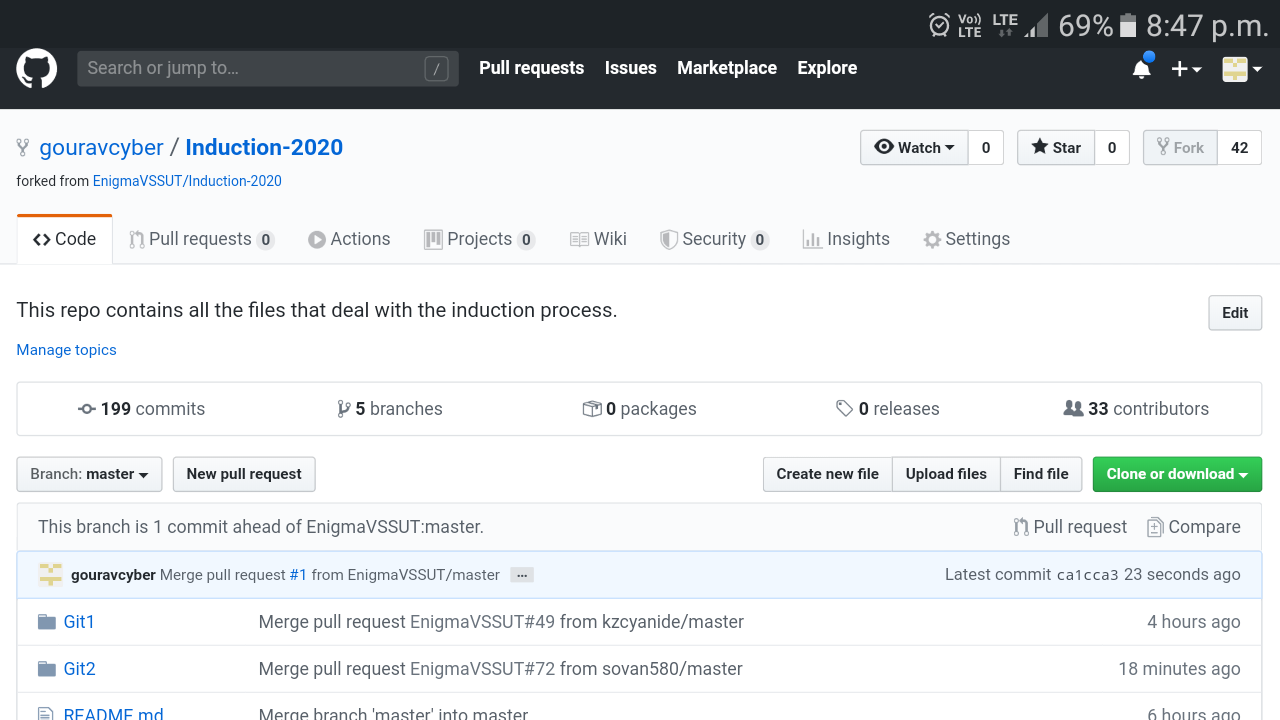 Vo)) LTE LTE 69% 8:47 p.m.
Search or jump to… / Pull requests Issues Marketplace Explore
gouravcyber / Induction-2020 Watch 0 Star 0 Fork 42
forked from EnigmaVSSUT/Induction-2020
Code Pull requests 0 Actions Projects 0 Wiki Security 0 Insights Settings
This repo contains all the files that deal with the induction process. Edit
Manage topics
199 commits 5 branches 0 packages 0 releases 33 contributors
Branch: master New pull request Create new file Upload files Find file Clone or download
This branch is 1 commit ahead of EnigmaVSSUT:master. Pull request Compare
gouravcyber Merge pull request #1 from EnigmaVSSUT/master … Latest commit ca1cca3 23 seconds ago
Git1 Merge pull request EnigmaVSSUT#49 from kzcyanide/master 4 hours ago
Git2 Merge pull request EnigmaVSSUT#72 from sovan580/master 18 minutes ago
README.md Merge branch 'master' into master 6 hours ago